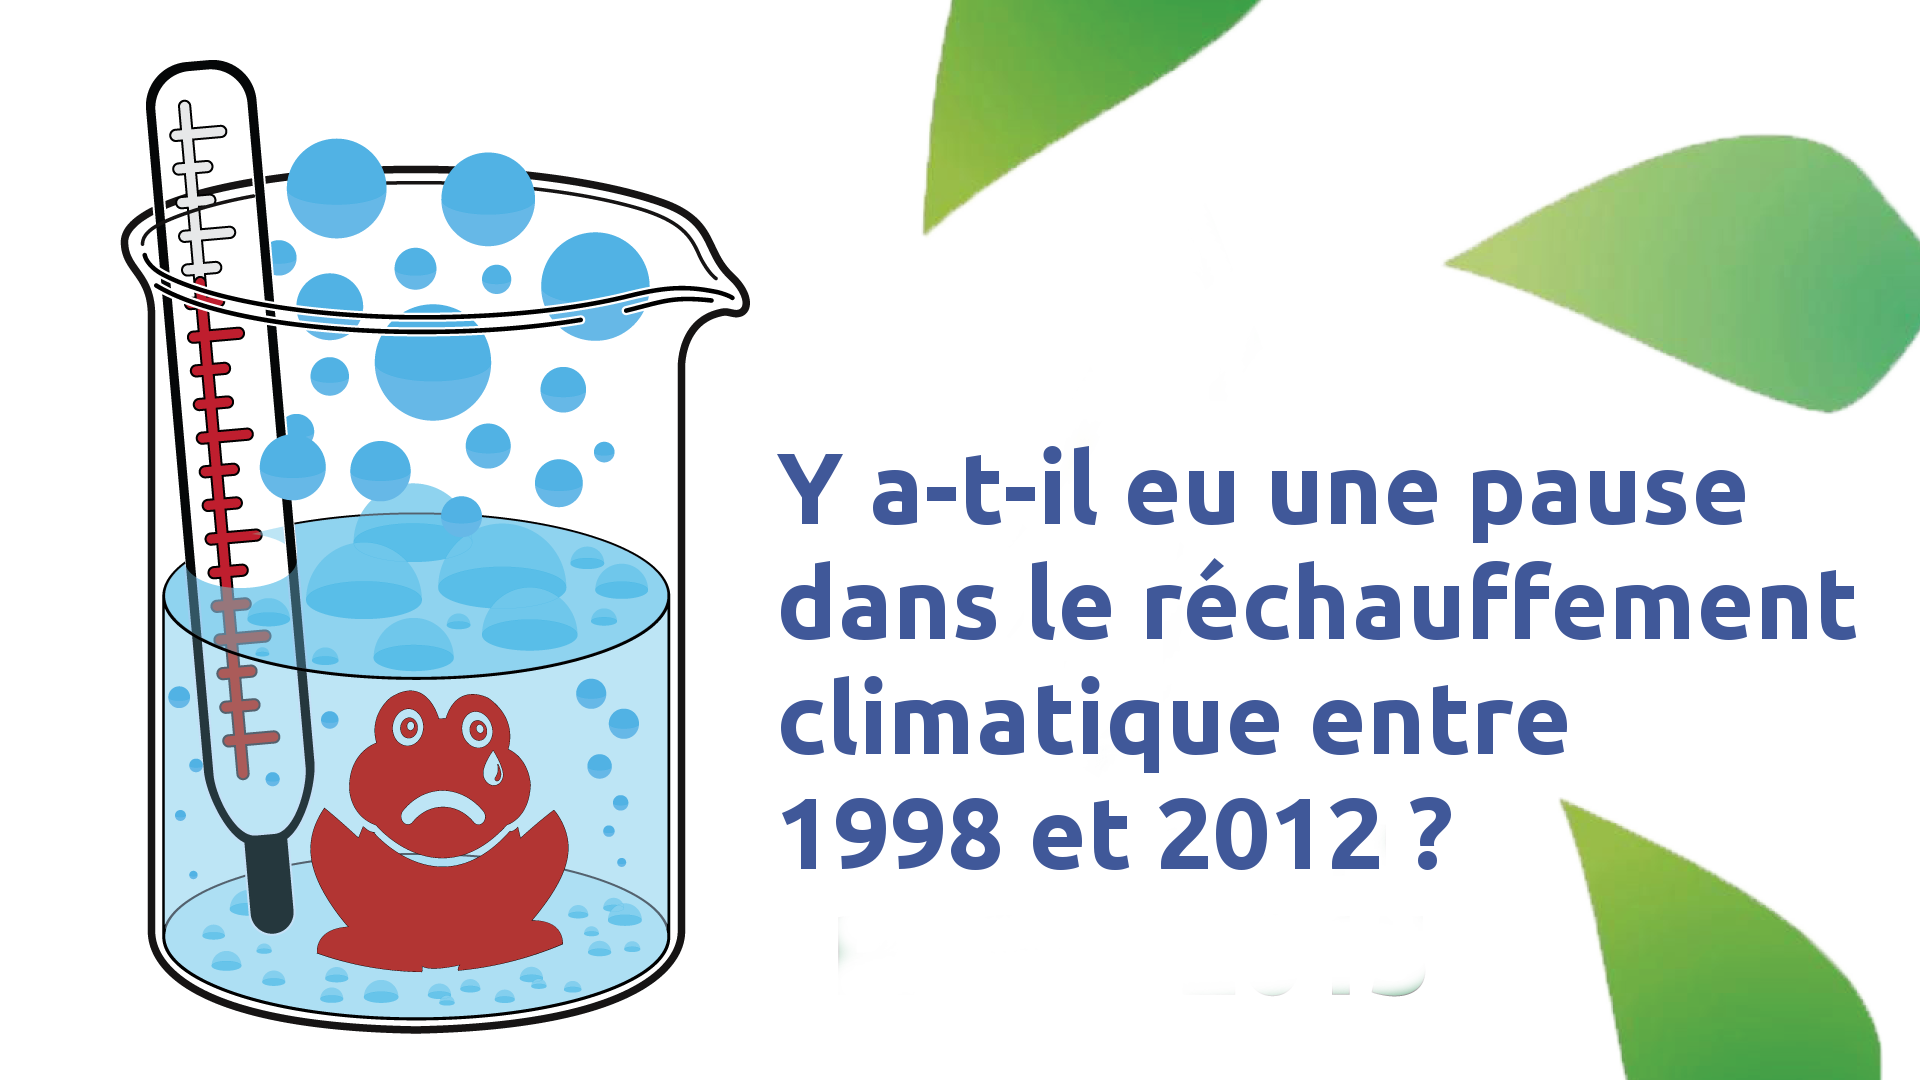 Y a-t-il eu une pause
dans le réchauffement
climatique entre
1998 et 2012 ?